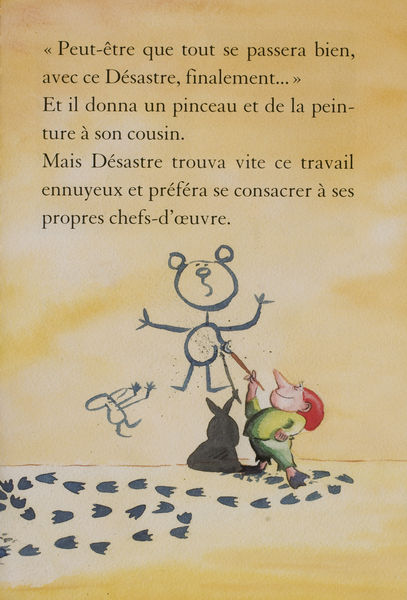 « Peut-être que tout se passera bien,
avec ce Désastre, finalement... »
Et il donna un pinceau et de la pein-
ture à son cousin.
Mais Désastre trouva vite ce travail
ennuyeux et préféra se consacrer à ses
propres chefs-d’œuvre.